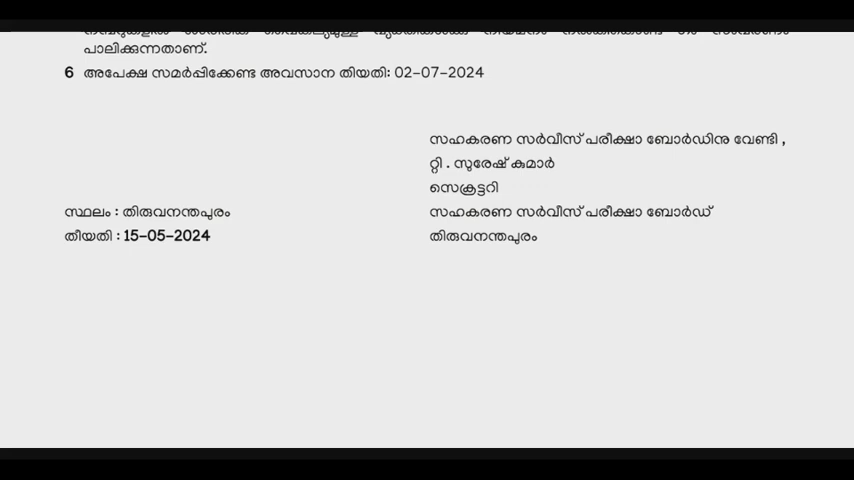 പാലിക്കുന്നതാണ്.
6 അപേക്ഷ സമർപ്പിക്കേണ്ട അവസാന തിയതി: 02-07-2024
സഹകരണ സർവീസ് പരീക്ഷാ ബോർഡിനു വേണ്ടി ,
റ്റി . സുരേഷ് കുമാർ
സെക്രട്ടറി
സ്ഥലം : തിരുവനന്തപുരം സഹകരണ സർവീസ് പരീക്ഷാ ബോർഡ്
തീയതി : 15-05-2024 തിരുവനന്തപുരം